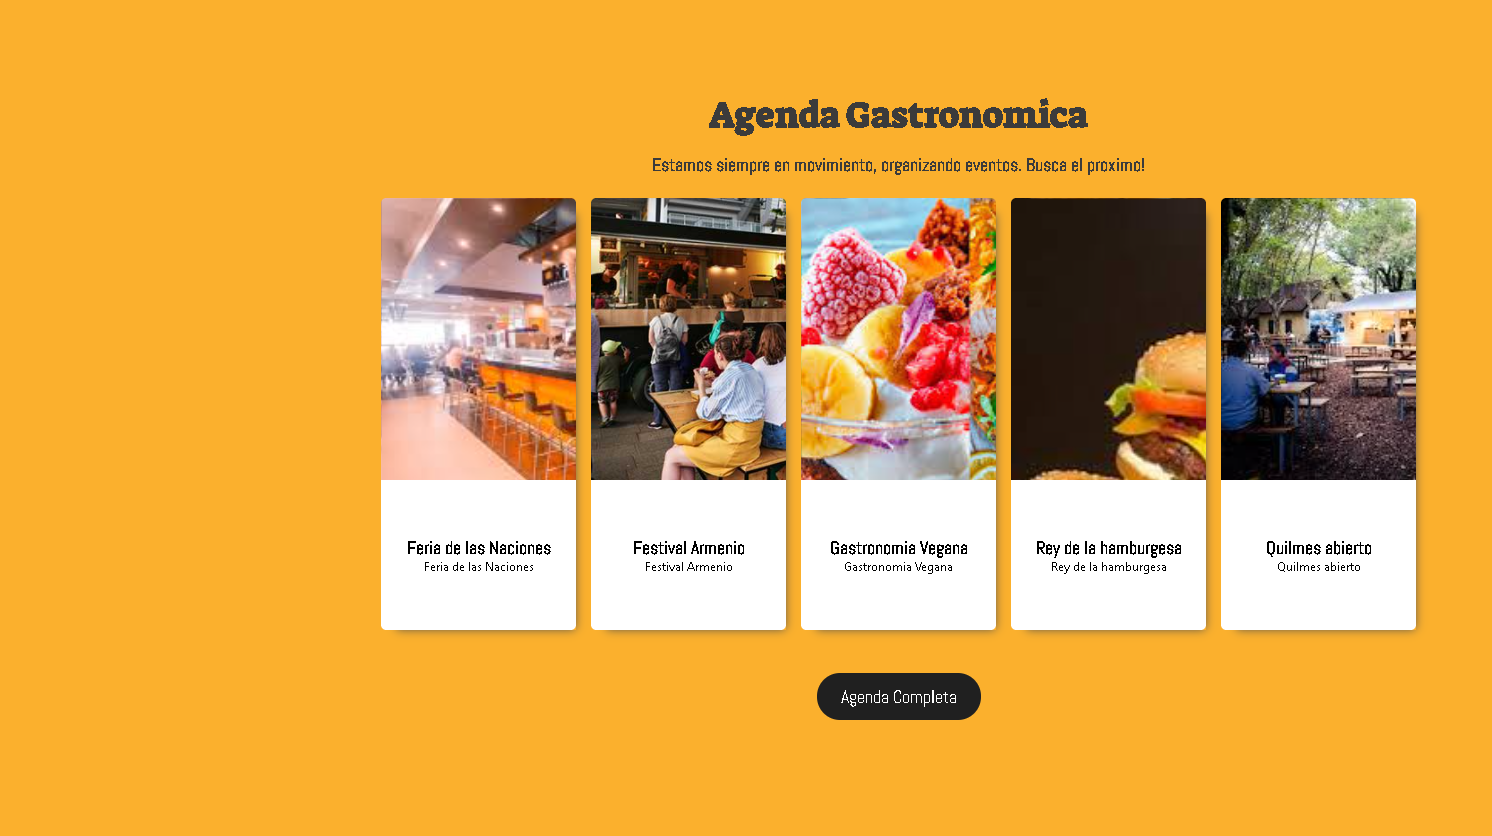 Agenda Gastronomica
Estamos siempre en movimiento, organizando eventos. Busca el proximo!
Feria de las Naciones
Feria de las Naciones
Festival Armenio
Festival Armenio
Gastronomia Vegana
Gastronomia Vegana
Rey de la hamburgesa
Rey de la hamburgesa
Quilmes abierto
Quilmes abierto
Agenda Completa